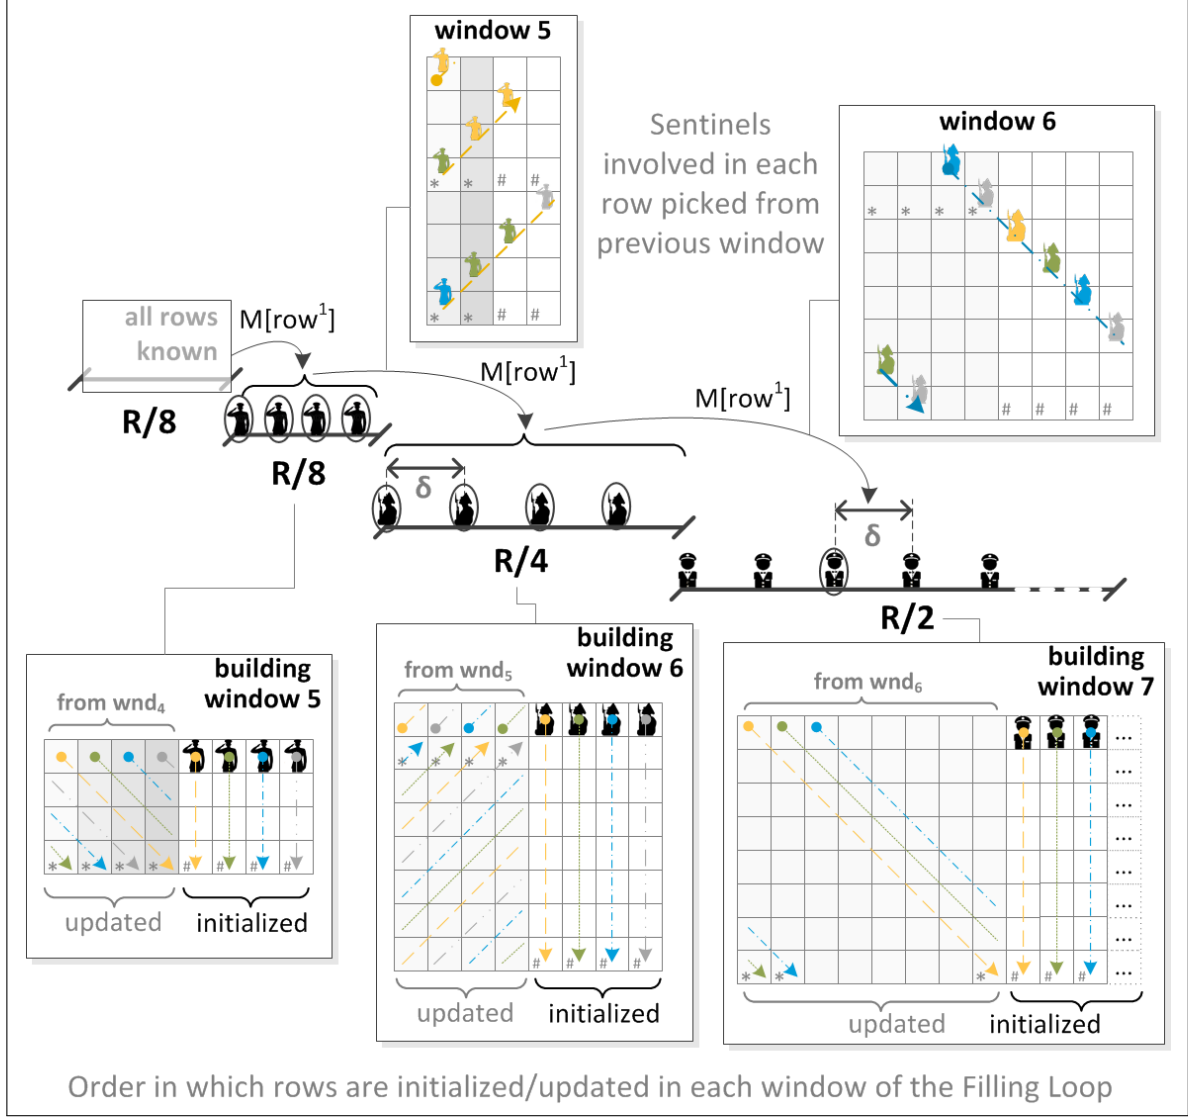 window 5
* * # #
* * # #
Sentinels
involved in each
row picked from
previous window
window 6
* * * *
# # # #
all rows
known
M[row¹]
R/8
R/8
M[row¹]
δ
R/4
M[row¹]
δ
R/2
building
window 5
from wnd₄
* * * * # # # #
updated
initialized
building
window 6
from wnd₅
* * * *
# # # #
updated
initialized
building
window 7
from wnd₆
...
...
...
...
...
...
...
* * * # # # ...
updated
initialized
Order in which rows are initialized/updated in each window of the Filling Loop